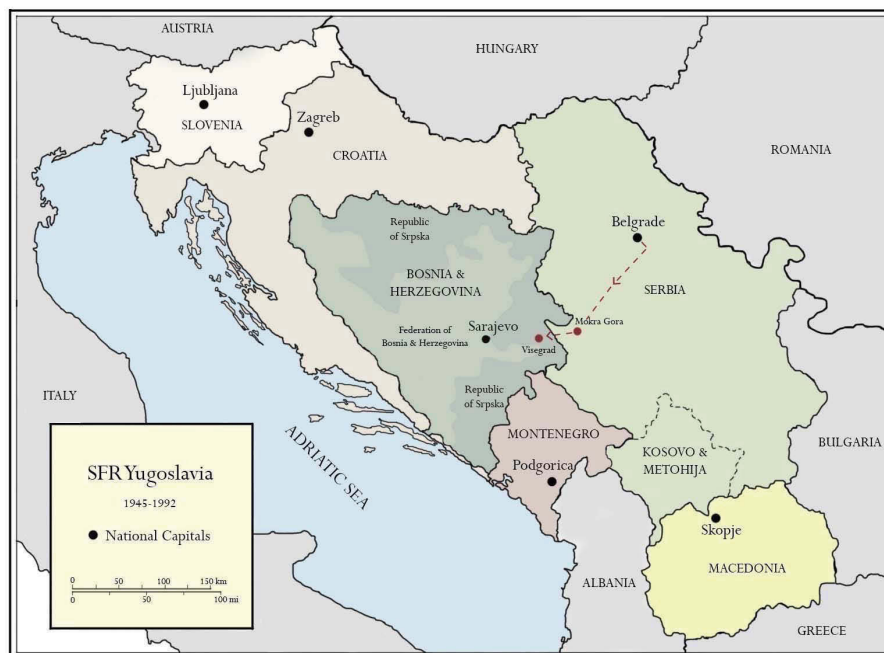 AUSTRIA
HUNGARY
Ljubljana
SLOVENIA
Zagreb
CROATIA
ROMANIA
Republic
of Srpska
Belgrade
BOSNIA &
HERZEGOVINA
SERBIA
Federation of
Bosnia & Herzegovina
Sarajevo
Visegrad
Mokra Gora
ITALY
Republic
of Srpska
ADRIATIC SEA
MONTENEGRO
Podgorica
KOSOVO &
METOHIJA
BULGARIA
SFR Yugoslavia
1945-1992
National Capitals
0 50 100 150 km
0 50 100 mi
Skopje
MACEDONIA
ALBANIA
GREECE